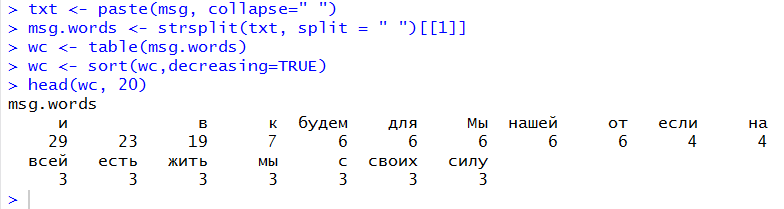 > txt <- paste(msg, collapse=" ")
> msg.words <- strsplit(txt, split = " ")[[1]]
> wc <- table(msg.words)
> wc <- sort(wc,decreasing=TRUE)
> head(wc, 20)
msg.words
и в к будем для Мы нашей от если на
29 23 19 7 6 6 6 6 6 4 4
всей есть жить мы с своих силу
3 3 3 3 3 3 3
>